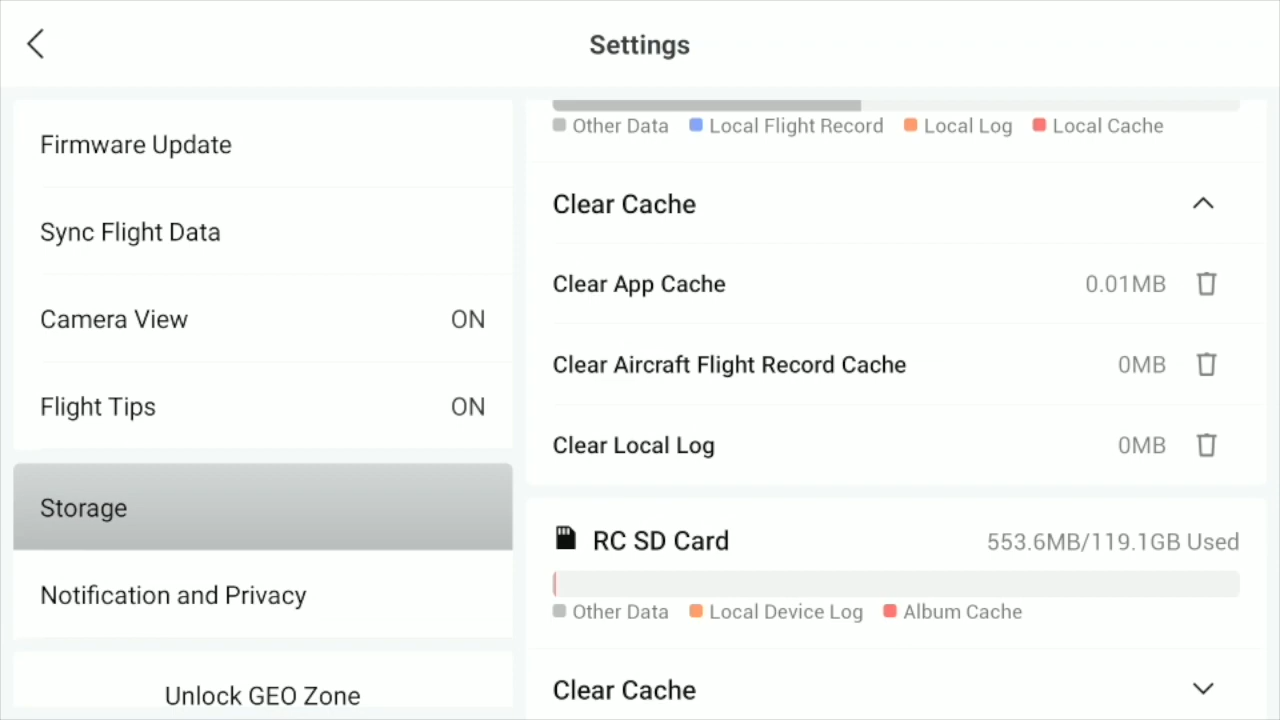 Settings
Firmware Update
Sync Flight Data
Camera View ON
Flight Tips ON
Storage
Notification and Privacy
Unlock GEO Zone
Other Data Local Flight Record Local Log Local Cache
Clear Cache
Clear App Cache 0.01MB
Clear Aircraft Flight Record Cache 0MB
Clear Local Log 0MB
RC SD Card 553.6MB/119.1GB Used
Other Data Local Device Log Album Cache
Clear Cache